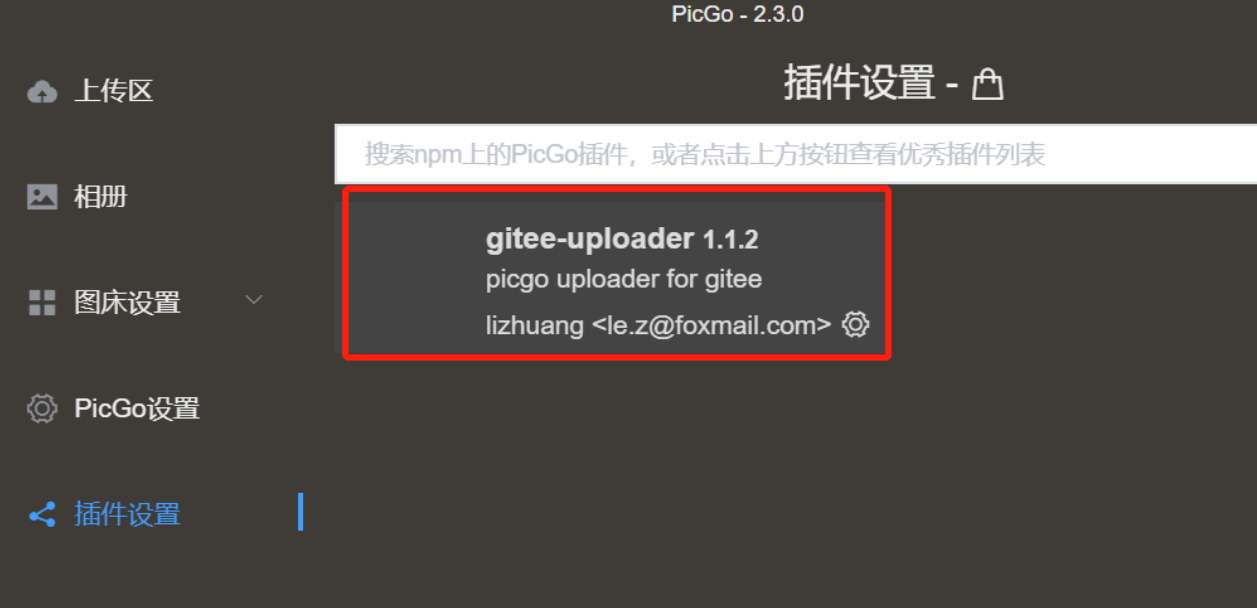 PicGo - 2.3.0
上传区
相册
图床设置
PicGo设置
插件设置
插件设置 -
搜索npm上的PicGo插件，或者点击上方按钮查看优秀插件列表
gitee-uploader 1.1.2
picgo uploader for gitee
lizhuang <le.z@foxmail.com>